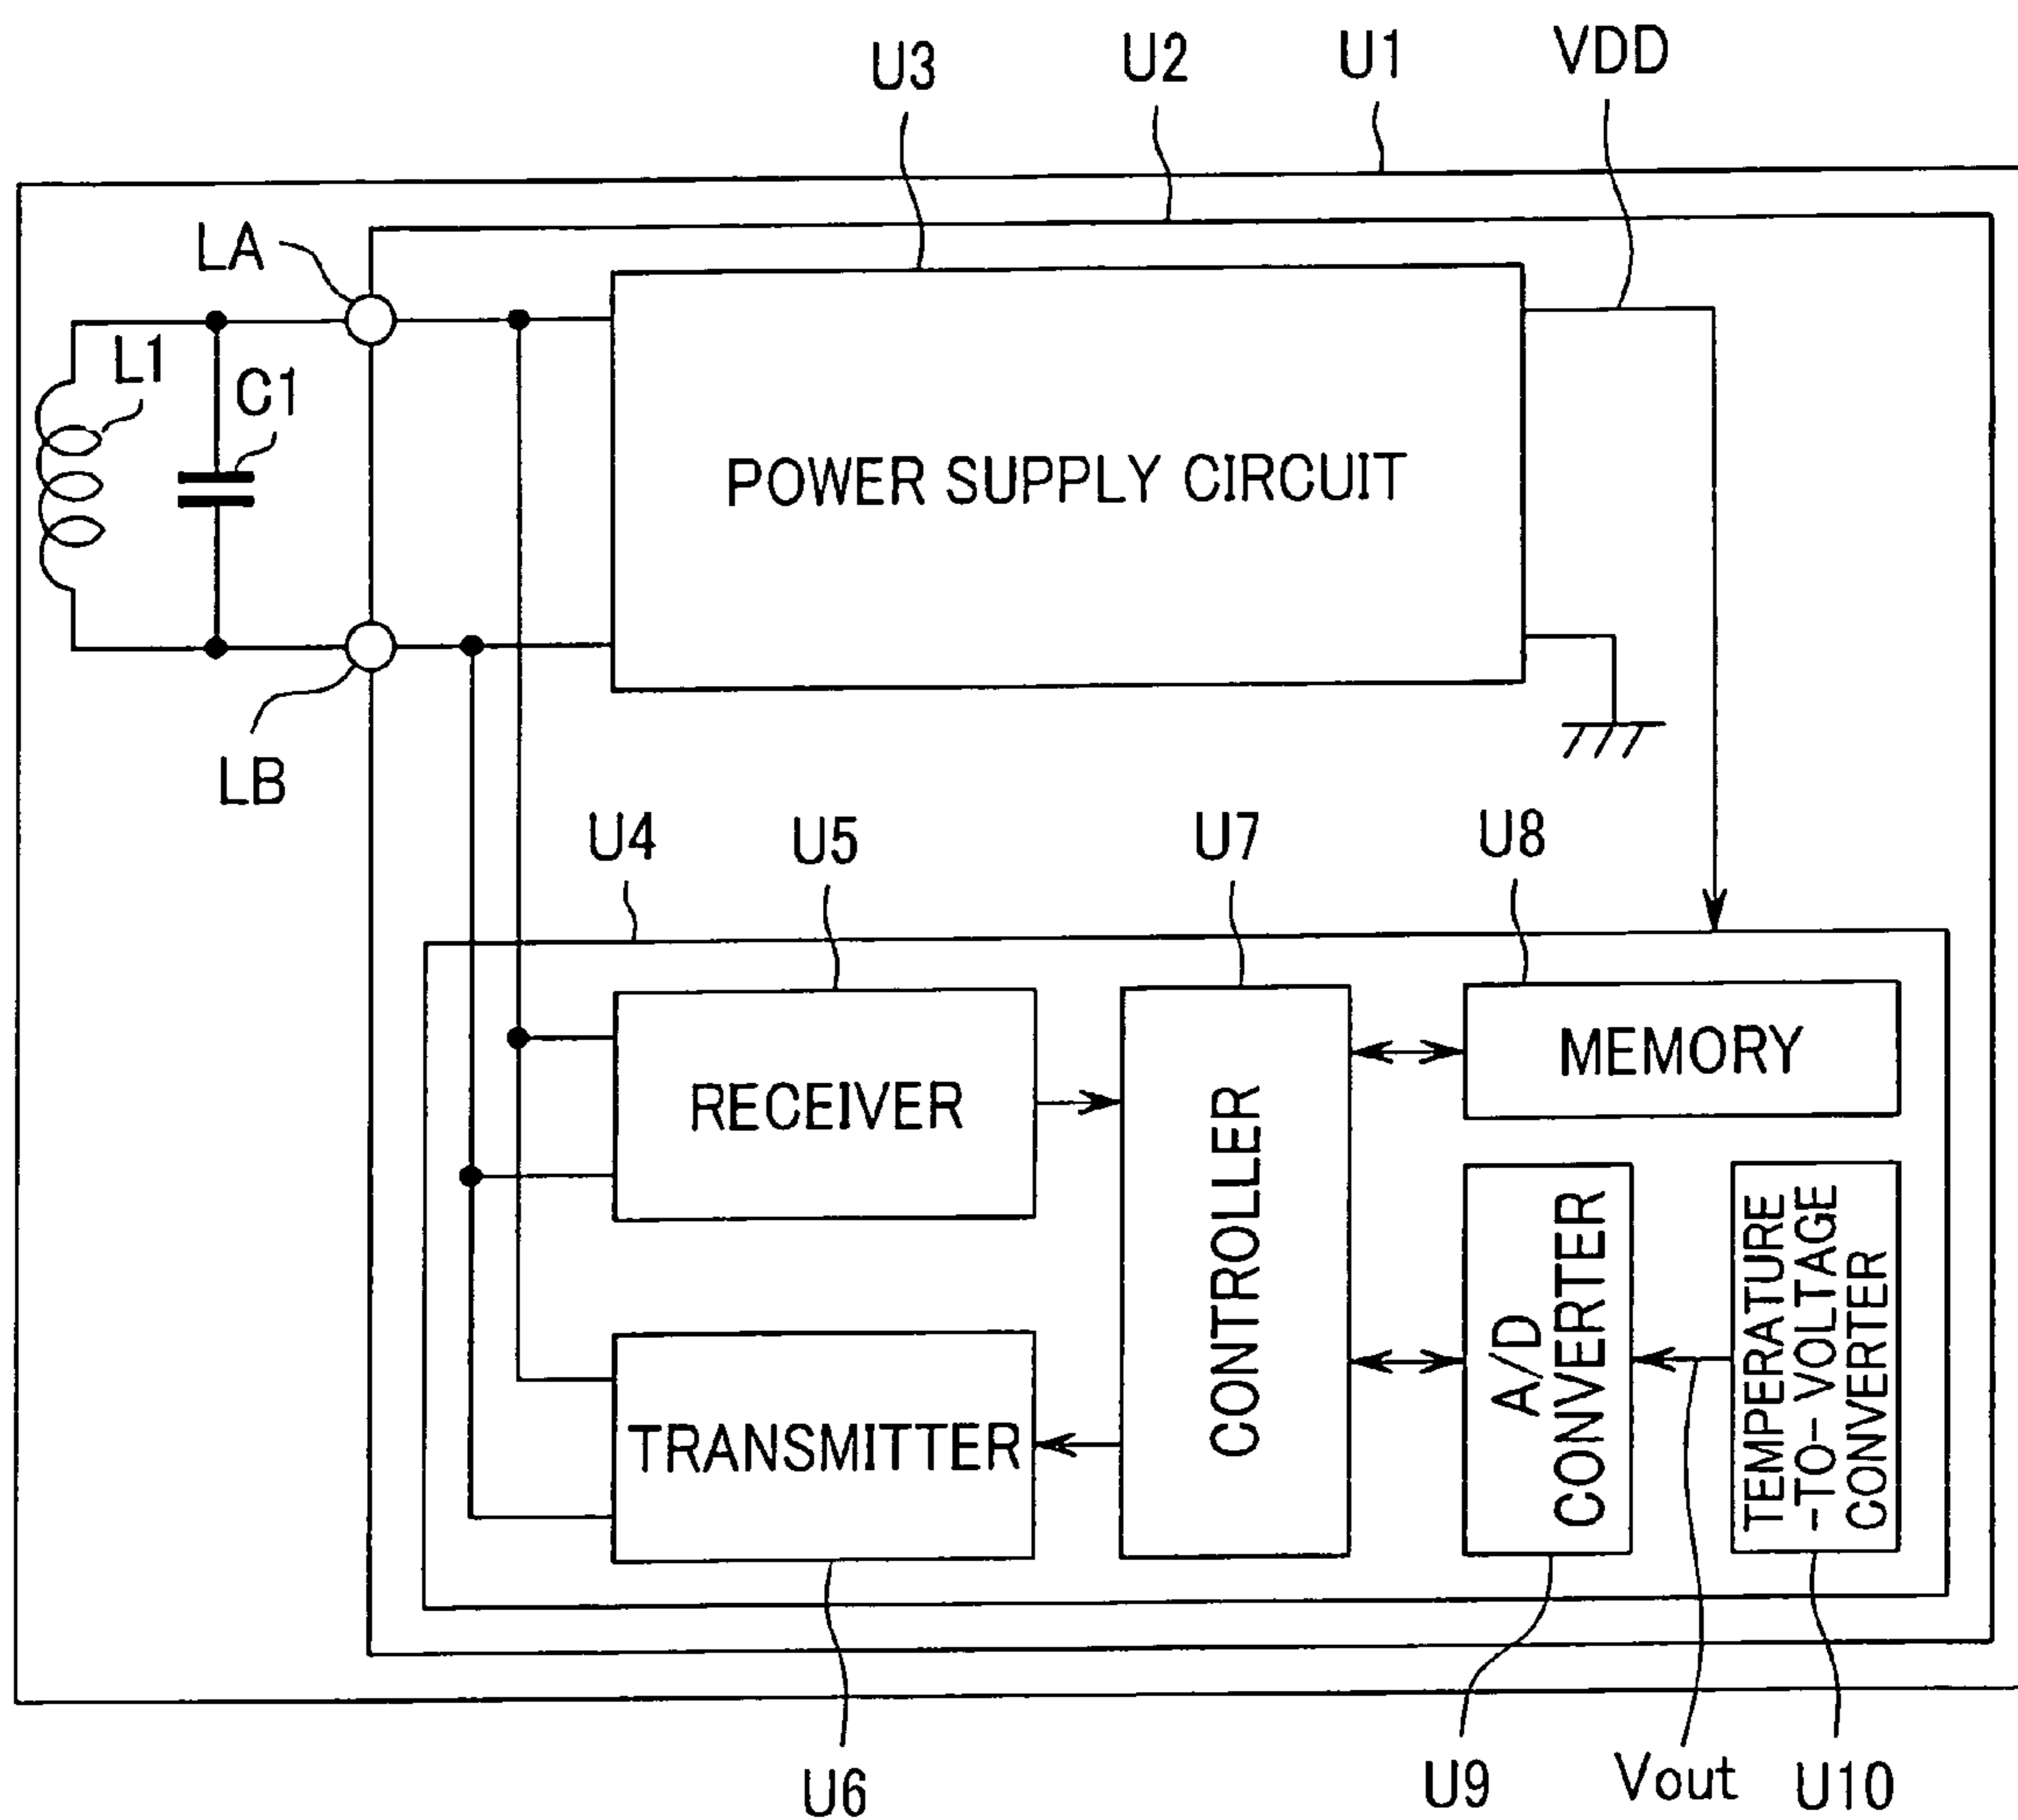 U3
U2
U1
VDD
LA
L1
C1
POWER SUPPLY CIRCUIT
LB
U4
U5
U7
U8
RECEIVER
CONTROLLER
MEMORY
TRANSMITTER
A/D
CONVERTER
TEMPERATURE
-TO-VOLTAGE
CONVERTER
U6
U9
Vout
U10